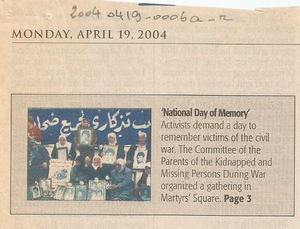 2004 0419-0006a-r
MONDAY, APRIL 19, 2004
'National Day of Memory'
Activists demand a day to
remember victims of the civil
war. The Committee of the
Parents of the Kidnapped and
Missing Persons During War
organized a gathering in
Martyrs' Square. Page 3